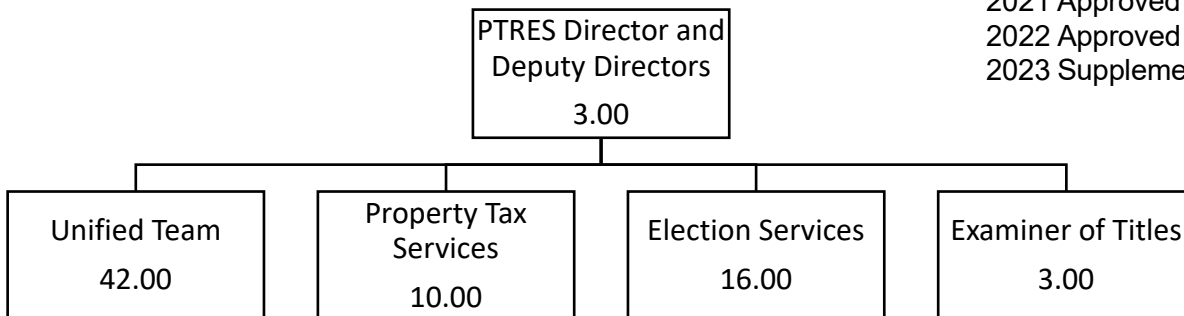 2021 Approved
2022 Approved
2023 Suppleme
PTRES Director and
Deputy Directors
3.00
Unified Team
42.00
Property Tax
Services
10.00
Election Services
16.00
Examiner of Titles
3.00